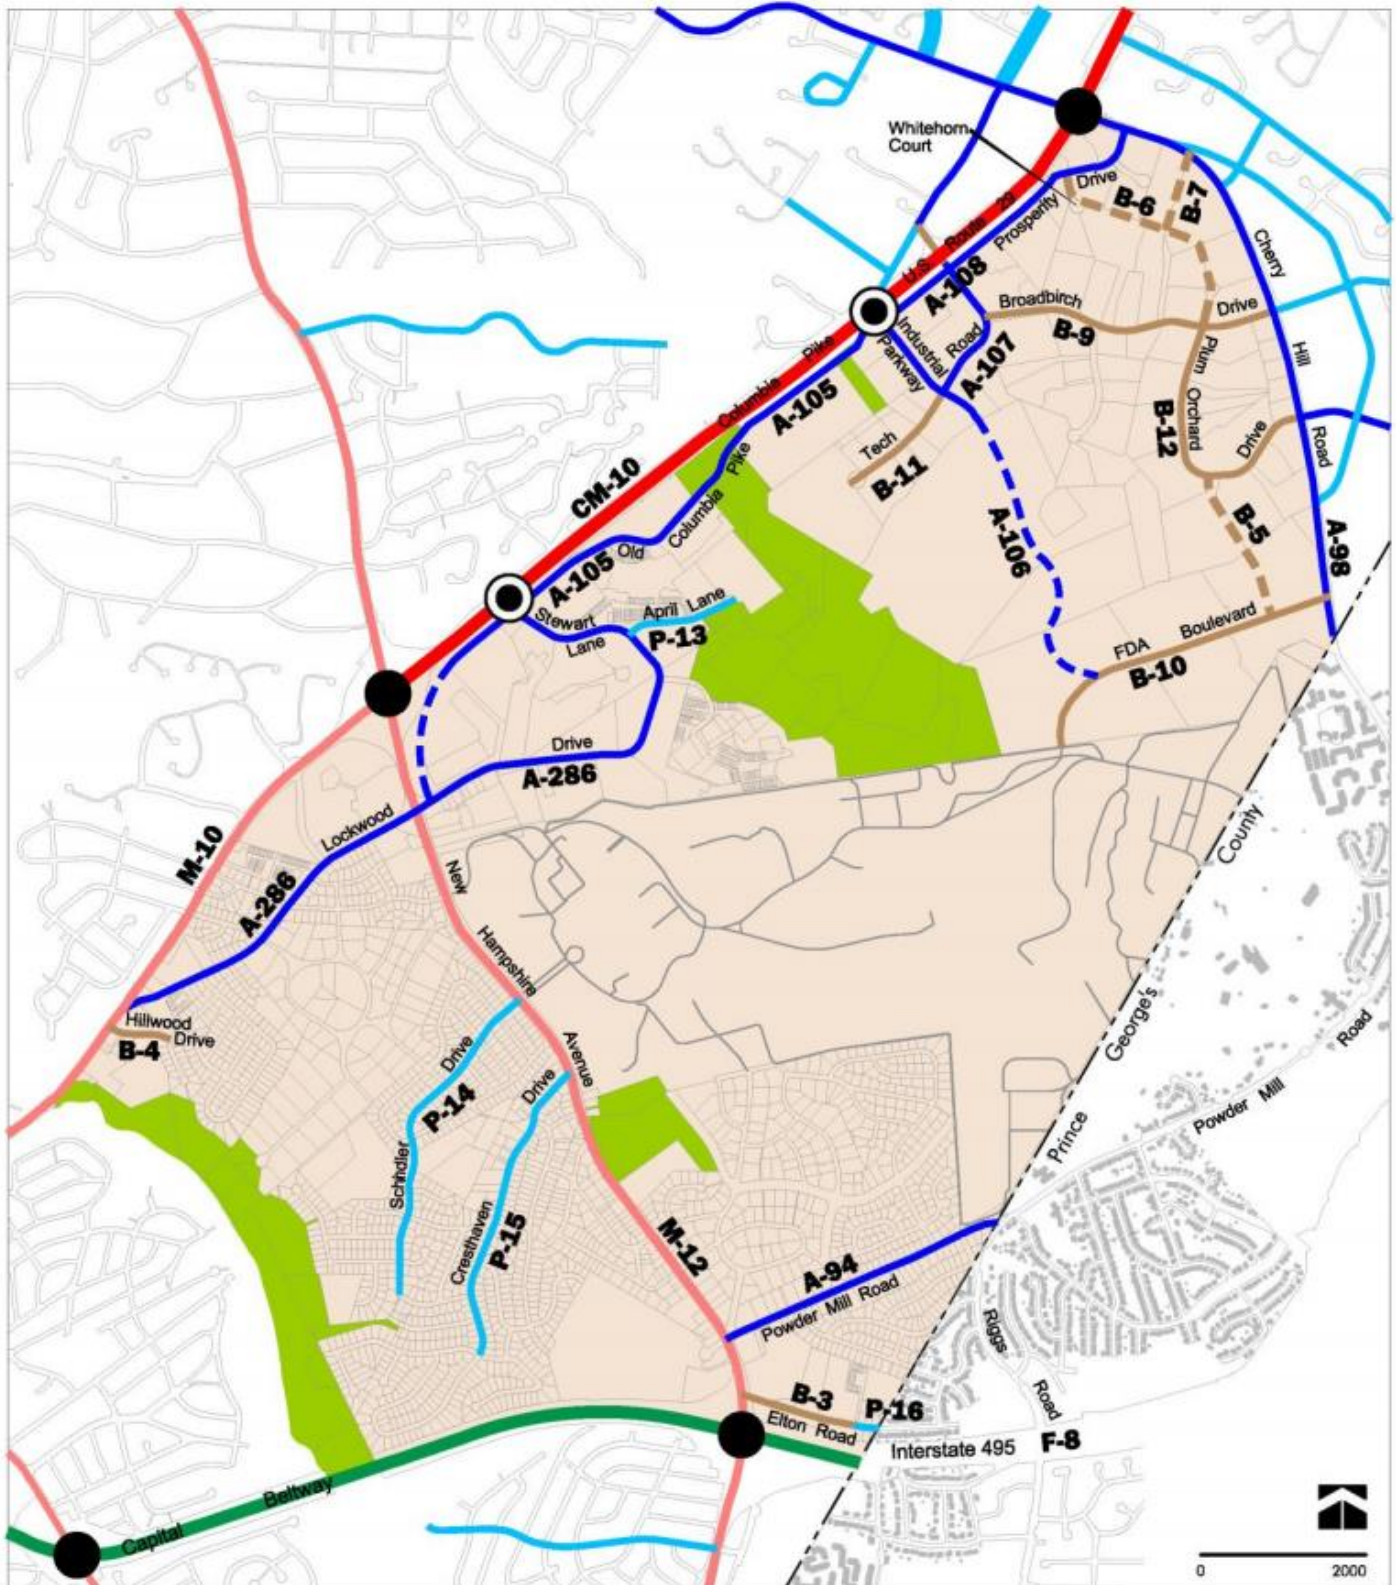 Whitehorn
Court
Drive
B-6
B-7
U.S. Route 29
Prosperity
Cherry
A-108
Broadbirch
Drive
B-9
Industrial
Parkway
Road
A-107
Hill
Plum
Orchard
Drive
B-12
Road
Columbia Pike
A-105
Tech
B-11
CM-10
Old Columbia Pike
A-106
B-5
A-98
A-105
Stewart
Lane
April Lane
P-13
FDA Boulevard
B-10
Drive
A-286
Lockwood
M-10
A-286
New
Hampshire
Avenue
County
George's
Prince
Hillwood
Drive
B-4
Drive
P-14
Schindler
Drive
Cresthaven
P-15
M-12
Powder Mill
Road
A-94
Powder Mill Road
Riggs
Road
B-3
P-16
Elton Road
Interstate 495
F-8
Capital
Beltway
0
2000